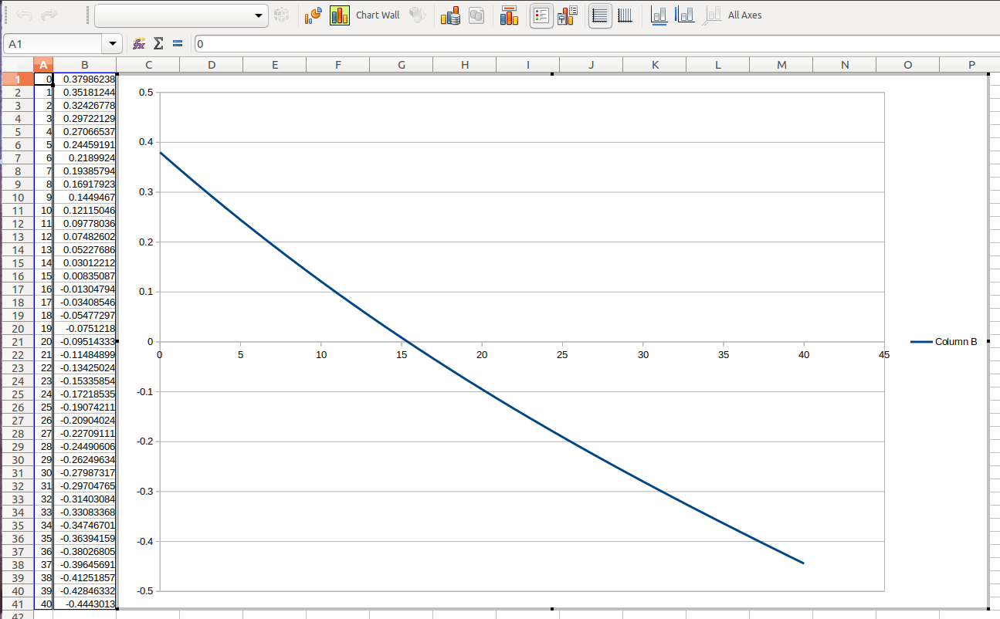 Chart Wall All Axes
A1 0
A B C D E F G H I J K L M N O P
1 0 0.37986238
2 1 0.35181244
3 2 0.32426778
4 3 0.29722129
5 4 0.27066537
6 5 0.24459191
7 6 0.2189924
8 7 0.19385794
9 8 0.16917923
10 9 0.1449467
11 10 0.12115046
12 11 0.09778036
13 12 0.07482602
14 13 0.05227686
15 14 0.03012212
16 15 0.00835087
17 16 -0.01304794
18 17 -0.03408546
19 18 -0.05477297
20 19 -0.0751218
21 20 -0.09514333
22 21 -0.11484899
23 22 -0.13425024
24 23 -0.15335854
25 24 -0.17218535
26 25 -0.19074211
27 26 -0.20904024
28 27 -0.22709111
29 28 -0.24490606
30 29 -0.26249634
31 30 -0.27987317
32 31 -0.29704765
33 32 -0.31403084
34 33 -0.33083368
35 34 -0.34746701
36 35 -0.36394159
37 36 -0.38026805
38 37 -0.39645691
39 38 -0.41251857
40 39 -0.42846332
41 40 -0.4443013
42
0.5
0.4
0.3
0.2
0.1
0
-0.1
-0.2
-0.3
-0.4
-0.5
0 5 10 15 20 25 30 35 40 45
Column B